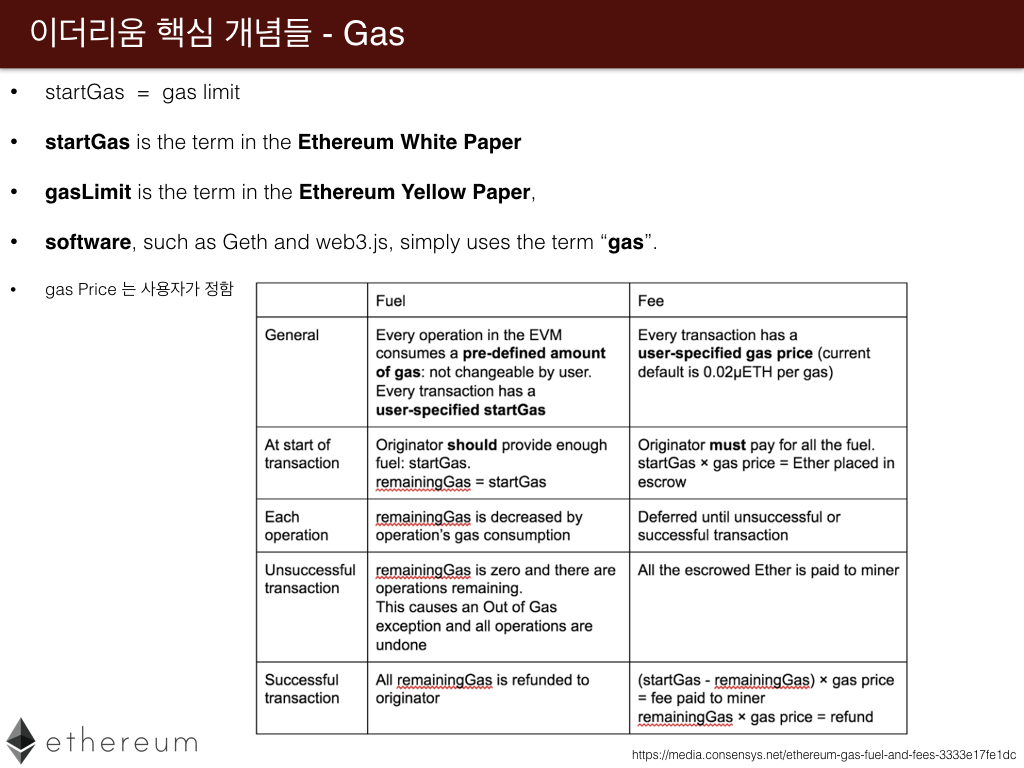 이더리움 핵심 개념들 - Gas
• startGas = gas limit
• startGas is the term in the Ethereum White Paper
• gasLimit is the term in the Ethereum Yellow Paper,
• software, such as Geth and web3.js, simply uses the term “gas”.
• gas Price 는 사용자가 정함
Fuel
Fee
General
Every operation in the EVM
consumes a pre-defined amount
of gas: not changeable by user.
Every transaction has a
user-specified startGas
Every transaction has a
user-specified gas price (current
default is 0.02µETH per gas)
At start of
transaction
Originator should provide enough
fuel: startGas.
remainingGas = startGas
Originator must pay for all the fuel.
startGas × gas price = Ether placed in
escrow
Each
operation
remainingGas is decreased by
operation's gas consumption
Deferred until unsuccessful or
successful transaction
Unsuccessful
transaction
remainingGas is zero and there are
operations remaining.
This causes an Out of Gas
exception and all operations are
undone
All the escrowed Ether is paid to miner
Successful
transaction
All remainingGas is refunded to
originator
(startGas - remainingGas) × gas price
= fee paid to miner
remainingGas × gas price = refund
ethereum
https://media.consensys.net/ethereum-gas-fuel-and-fees-3333e17fe1dc